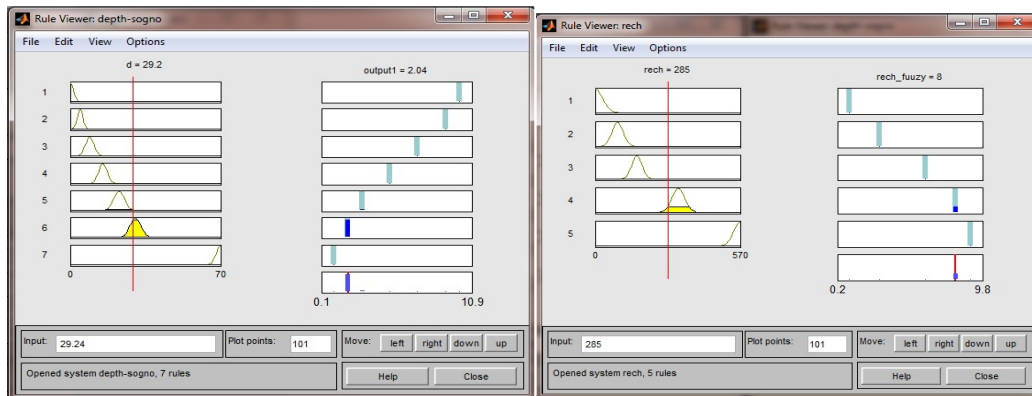 Rule Viewer: depth-sogno
File Edit View Options
d = 29.2
output1 = 2.04
1
2
3
4
5
6
7
0 70
0.1 10.9
Input: 29.24
Plot points: 101
Move: left right down up
Opened system depth-sogno, 7 rules
Help Close
Rule Viewer: rech
File Edit View Options
rech = 285
rech_fuuzy = 8
1
2
3
4
5
0 570
0.2 9.8
Input: 285
Plot points: 101
Move: left right down up
Opened system rech, 5 rules
Help Close